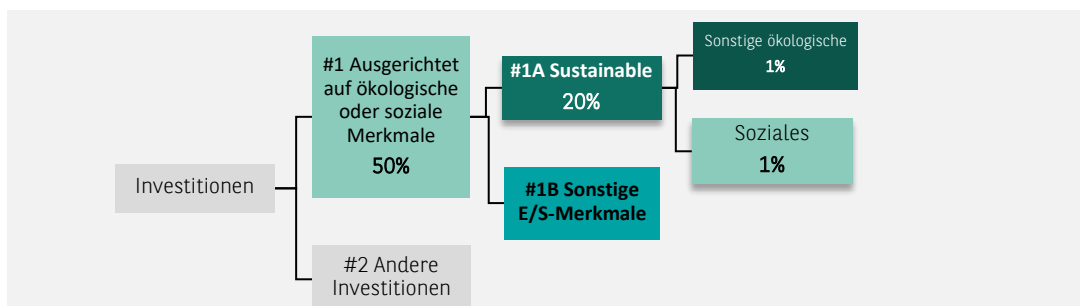 Investitionen
#1 Ausgerichtet
auf ökologische
oder soziale
Merkmale
50%
#2 Andere
Investitionen
#1A Sustainable
20%
#1B Sonstige
E/S-Merkmale
Sonstige ökologische
1%
Soziales
1%